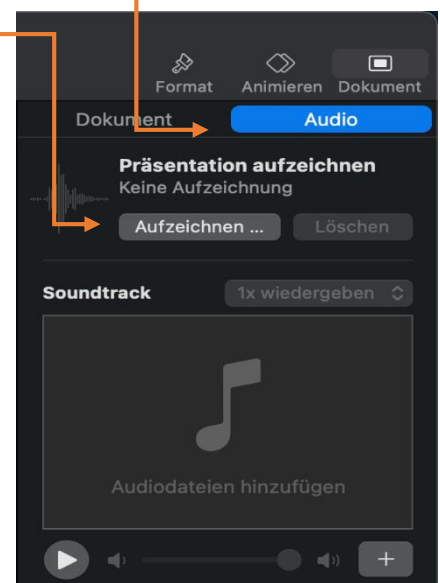 Format Animieren Dokument
Dokument Audio
Präsentation aufzeichnen
Keine Aufzeichnung
Aufzeichnen ... Löschen
Soundtrack 1x wiedergeben
Audiodateien hinzufügen